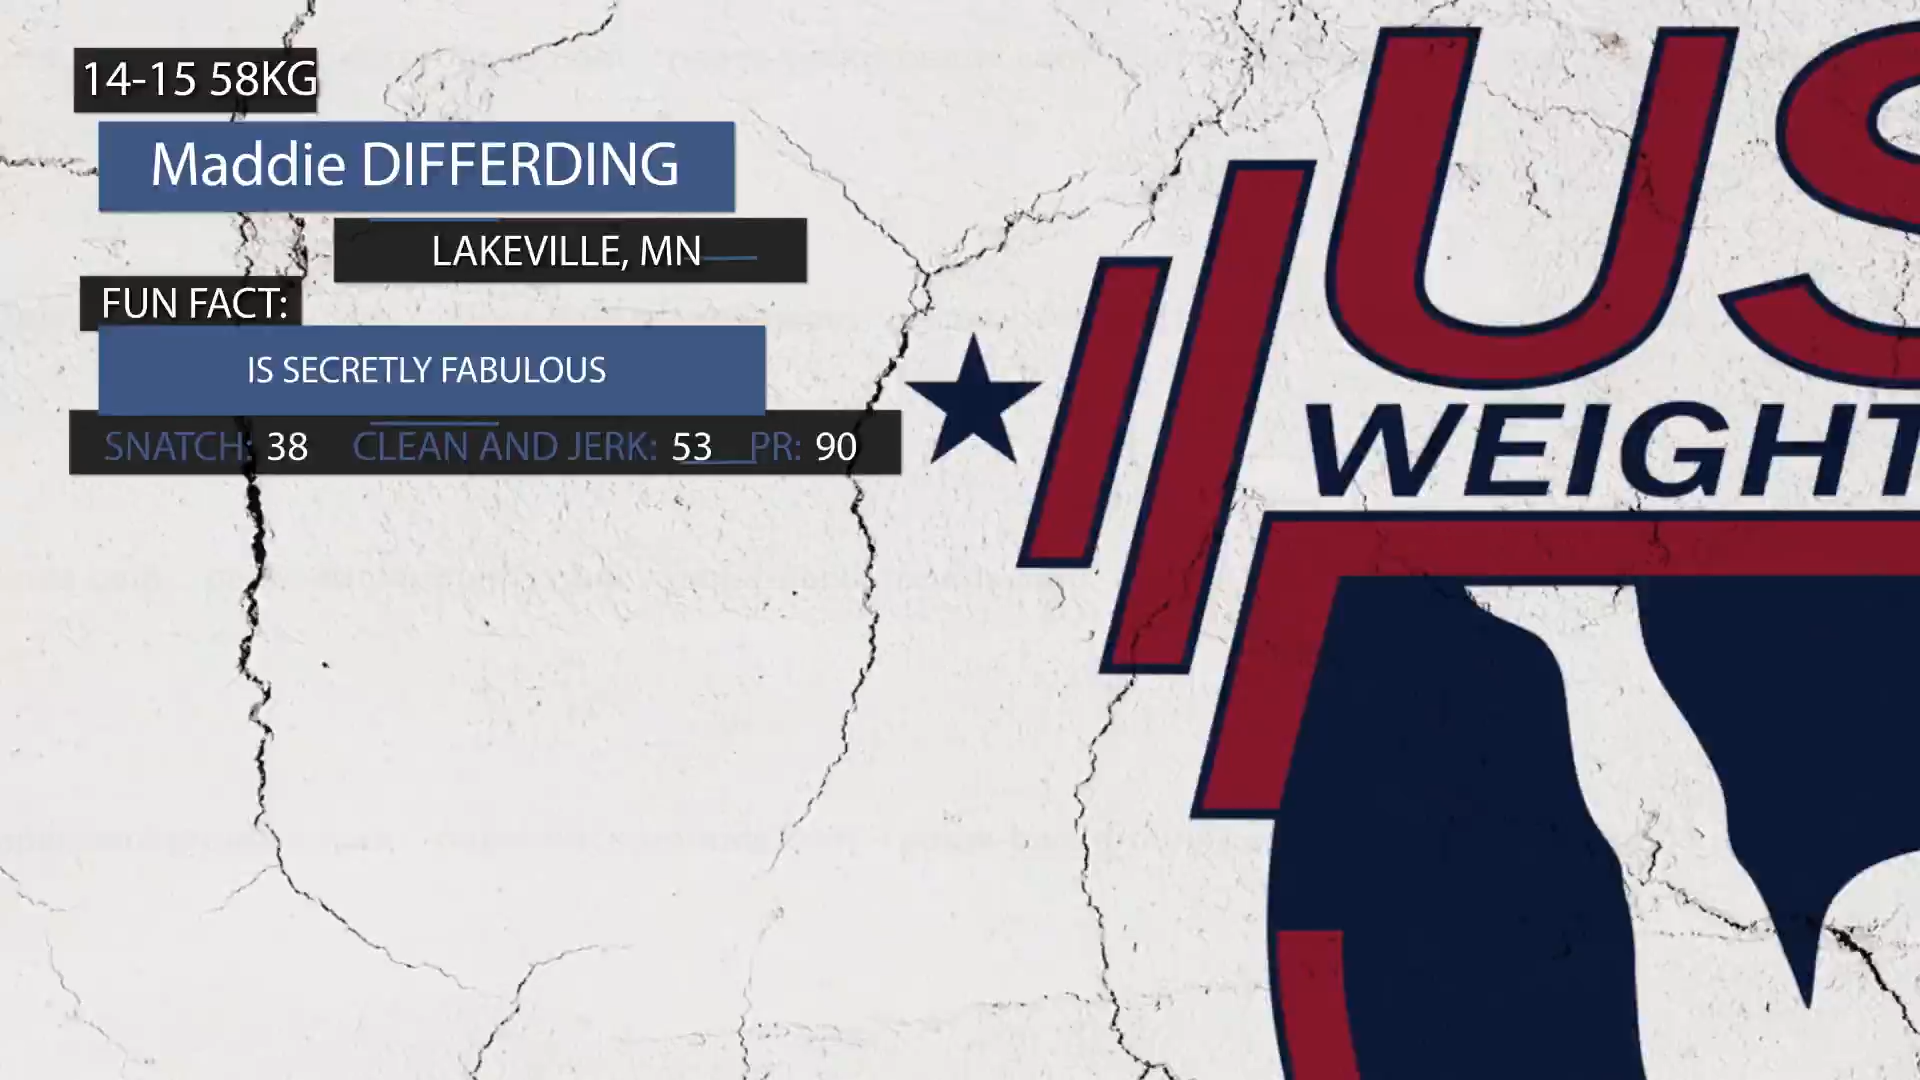 14-15 58KG
Maddie DIFFERDING
LAKEVILLE, MN
FUN FACT:
IS SECRETLY FABULOUS
SNATCH: 38 CLEAN AND JERK: 53 PR: 90
US
WEIGHT